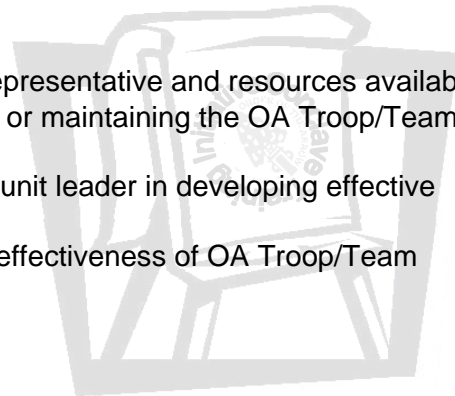 epresentative and resources availab
or maintaining the OA Troop/Team
unit leader in developing effective
effectiveness of OA Troop/Team